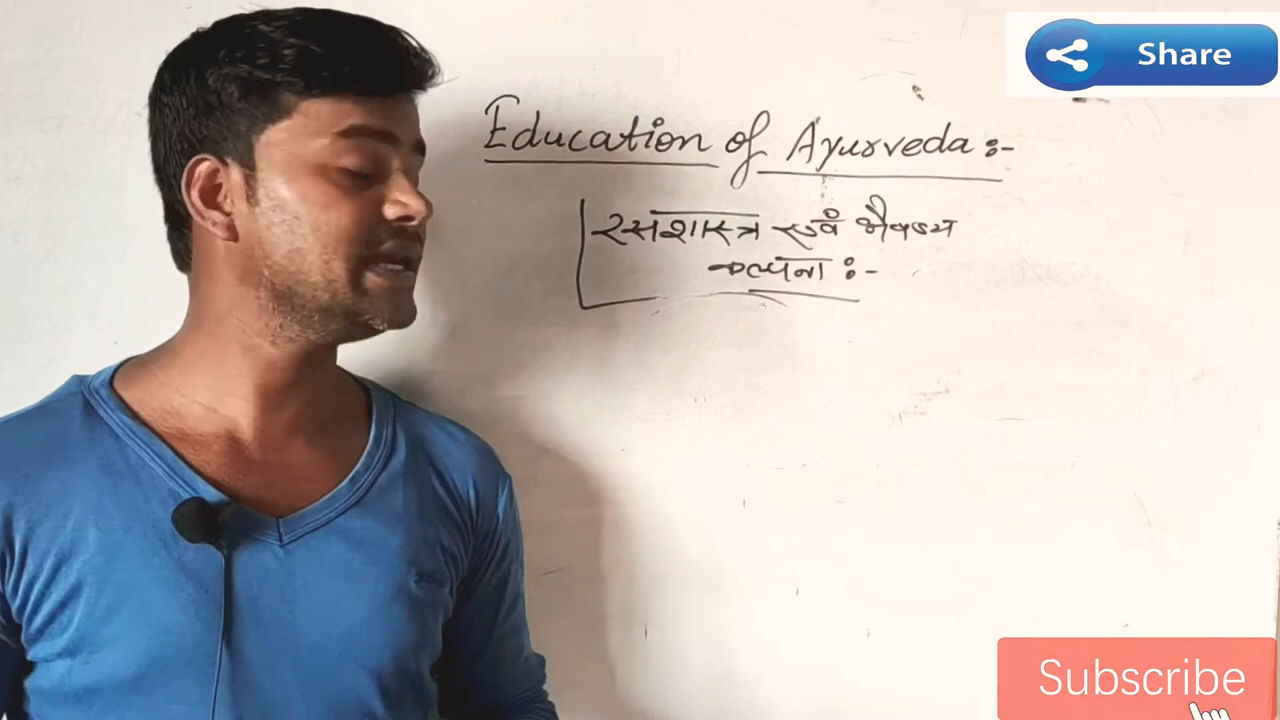 Share
Education of Ayurveda :-
रसशास्त्र एवं भैषज्य
कल्पना :-
Subscribe